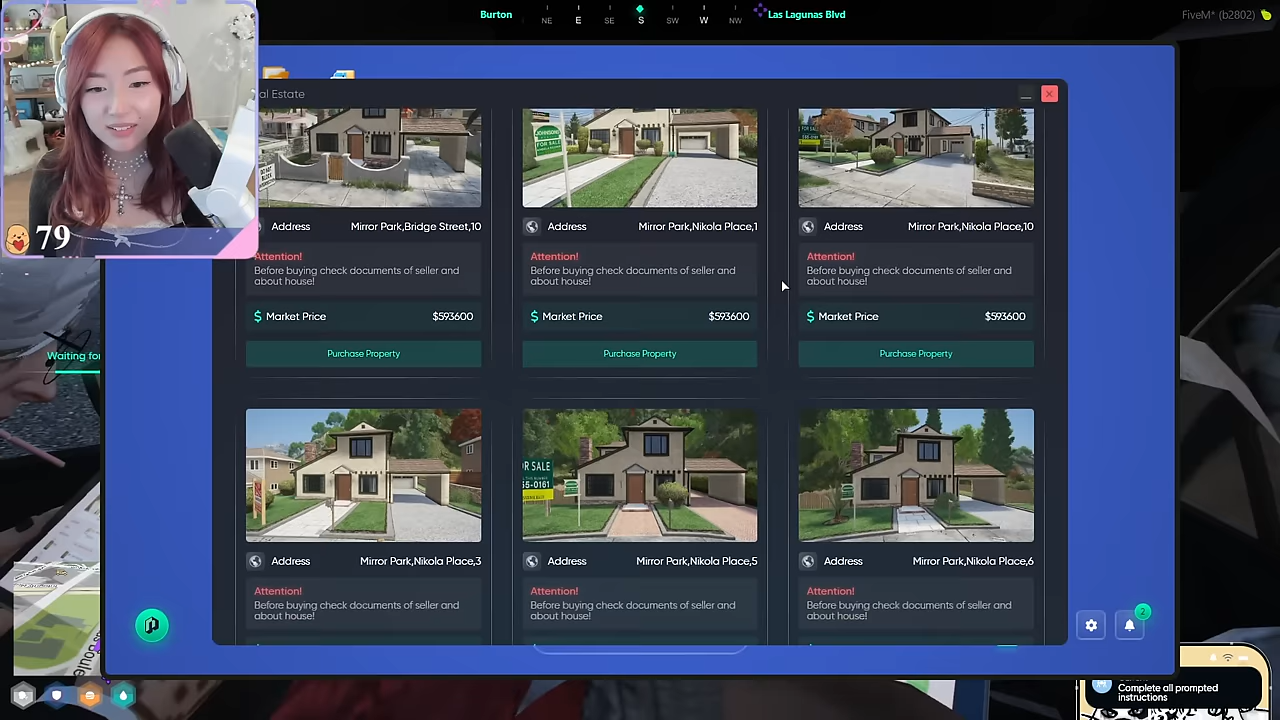 Burton
NE E SE S SW W NW
Las Lagunas Blvd
FiveM* (b2802)
al Estate
79
JOHNSONS
FOR SALE
Address Mirror Park,Bridge Street,10
Attention!
Before buying check documents of seller and
about house!
$ Market Price $593600
Purchase Property
Address Mirror Park,Nikola Place,1
Attention!
Before buying check documents of seller and
about house!
$ Market Price $593600
Purchase Property
Address Mirror Park,Nikola Place,10
Attention!
Before buying check documents of seller and
about house!
$ Market Price $593600
Purchase Property
Waiting for
Address Mirror Park,Nikola Place,3
Attention!
Before buying check documents of seller and
about house!
R SALE
55-0161
Address Mirror Park,Nikola Place,5
Attention!
Before buying check documents of seller and
about house!
Address Mirror Park,Nikola Place,6
Attention!
Before buying check documents of seller and
about house!
2
Complete all prompted
instructions